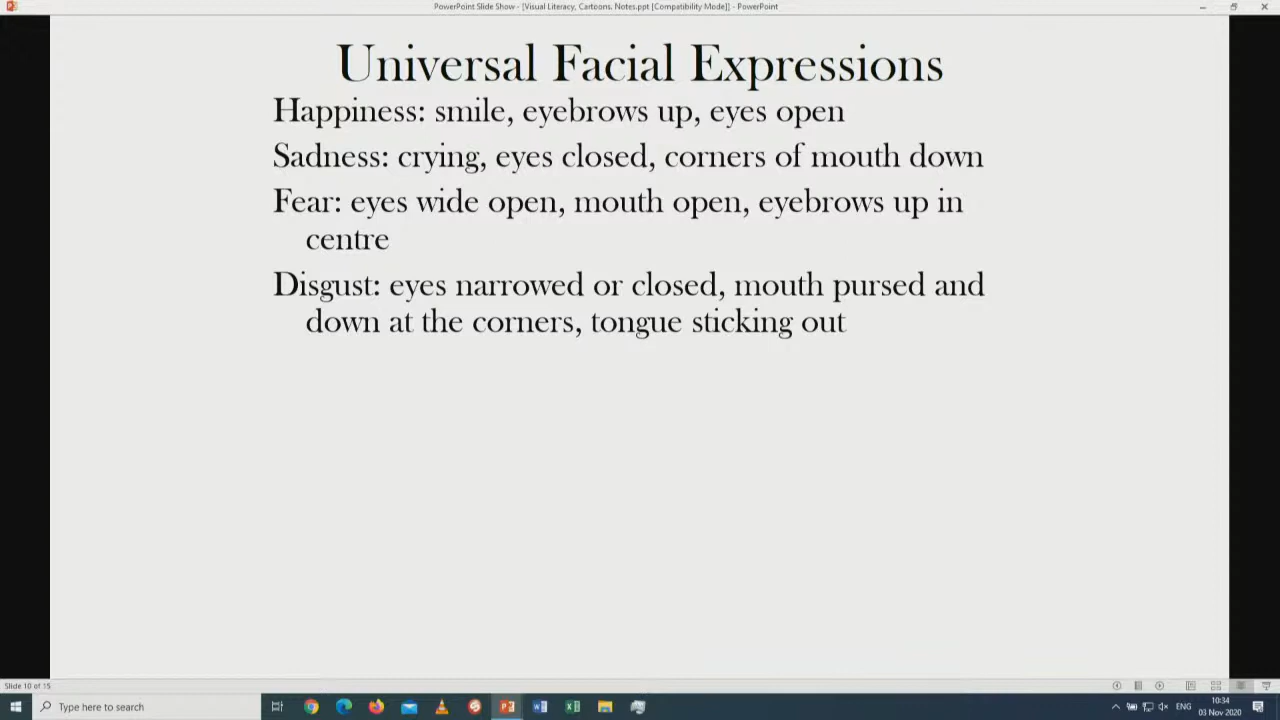 PowerPoint Slide Show - [Visual Literacy, Cartoons. Notes.ppt [Compatibility Mode]] - PowerPoint
Universal Facial Expressions
Happiness: smile, eyebrows up, eyes open
Sadness: crying, eyes closed, corners of mouth down
Fear: eyes wide open, mouth open, eyebrows up in
centre
Disgust: eyes narrowed or closed, mouth pursed and
down at the corners, tongue sticking out
Slide 10 of 15
Type here to search
ENG
10:34
03 Nov 2020